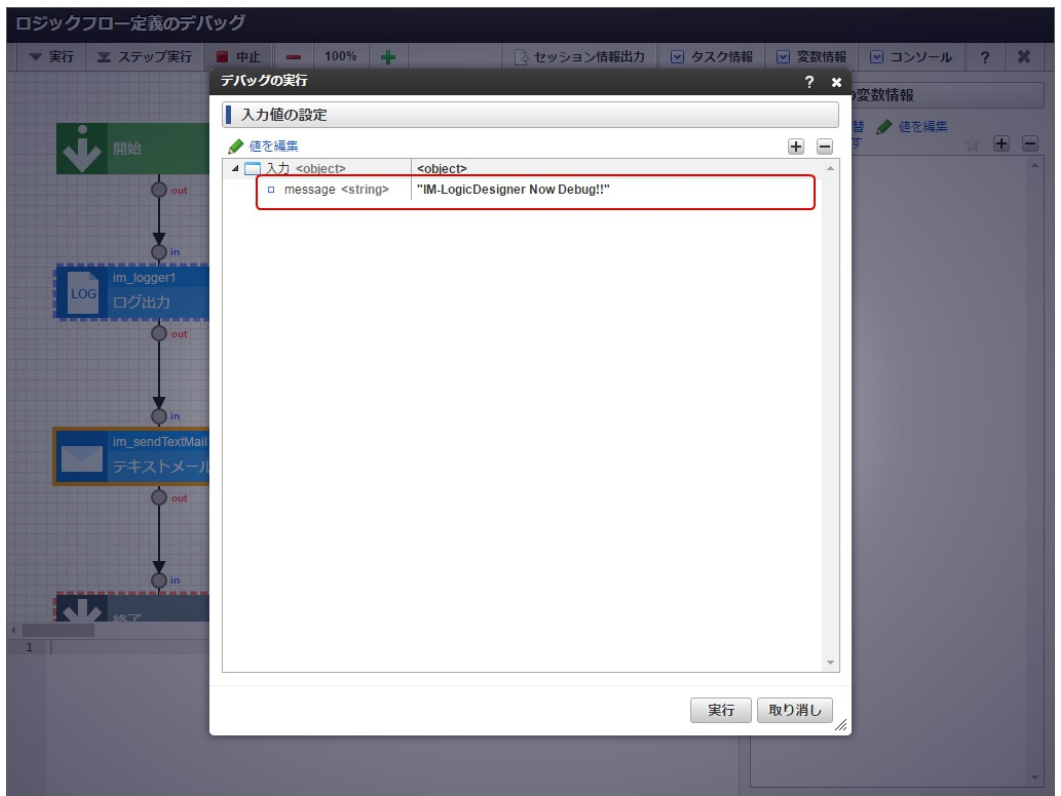 ロジックフロー定義のデバッグ
実行 ステップ実行 中止 100% セッション情報出力 タスク情報 変数情報 コンソール ?
デバッグの実行 ?
変数情報
入力値の設定
値を編集
替 値を編集
す
開始
入力 <object> <object>
message <string> "IM-LogicDesigner Now Debug!!"
out
in
im_logger1
LOG
ログ出力
out
in
im_sendTextMail
テキストメール
out
in
終了
1
実行 取り消し